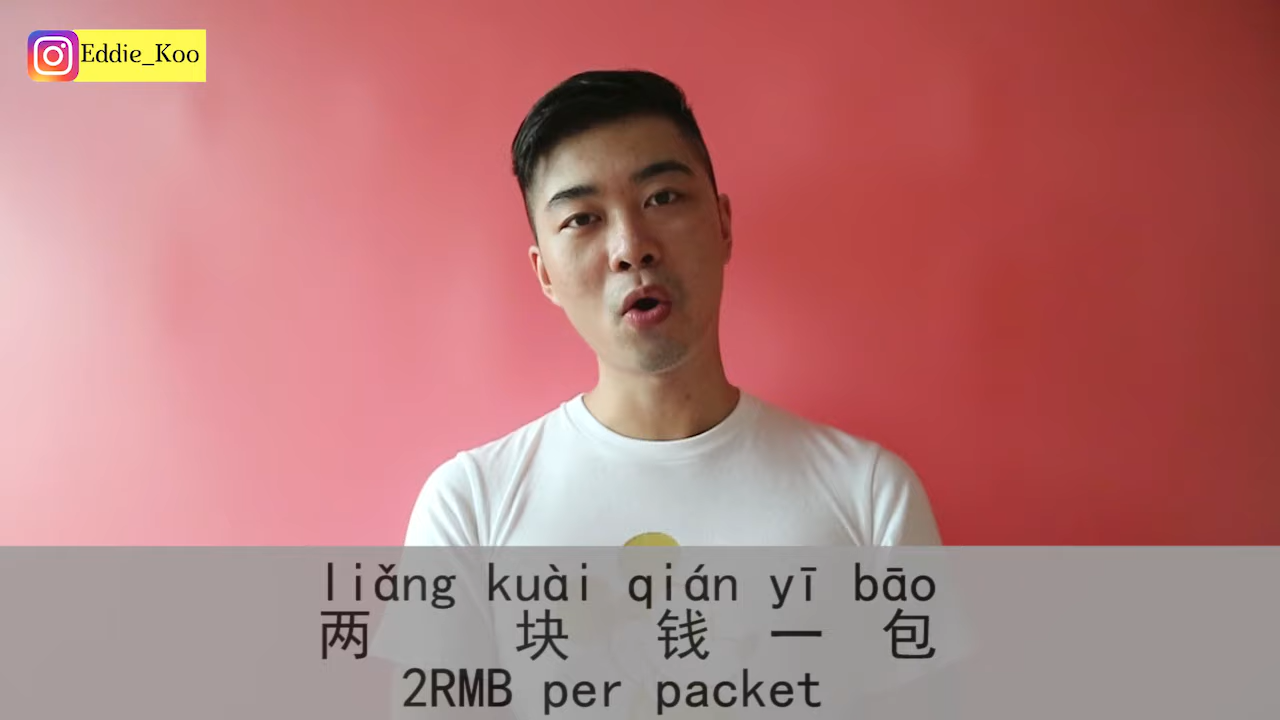 Eddie_Koo
liǎng kuài qián yī bāo
两 块 钱 一 包
2RMB per packet